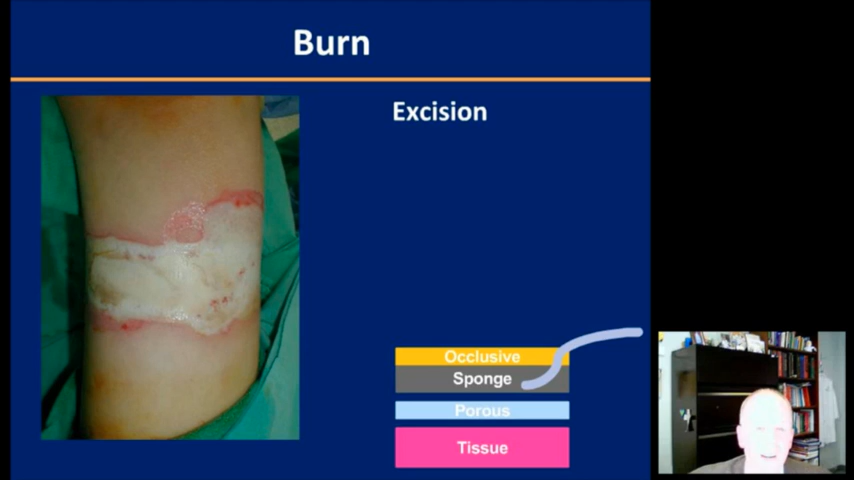 Burn
Excision
Occlusive
Sponge
Porous
Tissue